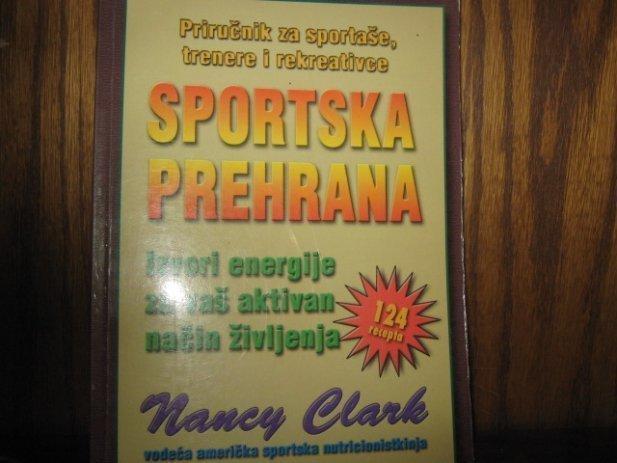 Priručnik za sportaše,
trenere i rekreativce
SPORTSKA
PREHRANA
Izvori energije
za vaš aktivan
način življenja
124
recepta
Nancy Clark
vodeća američka sportska nutricionistkinja